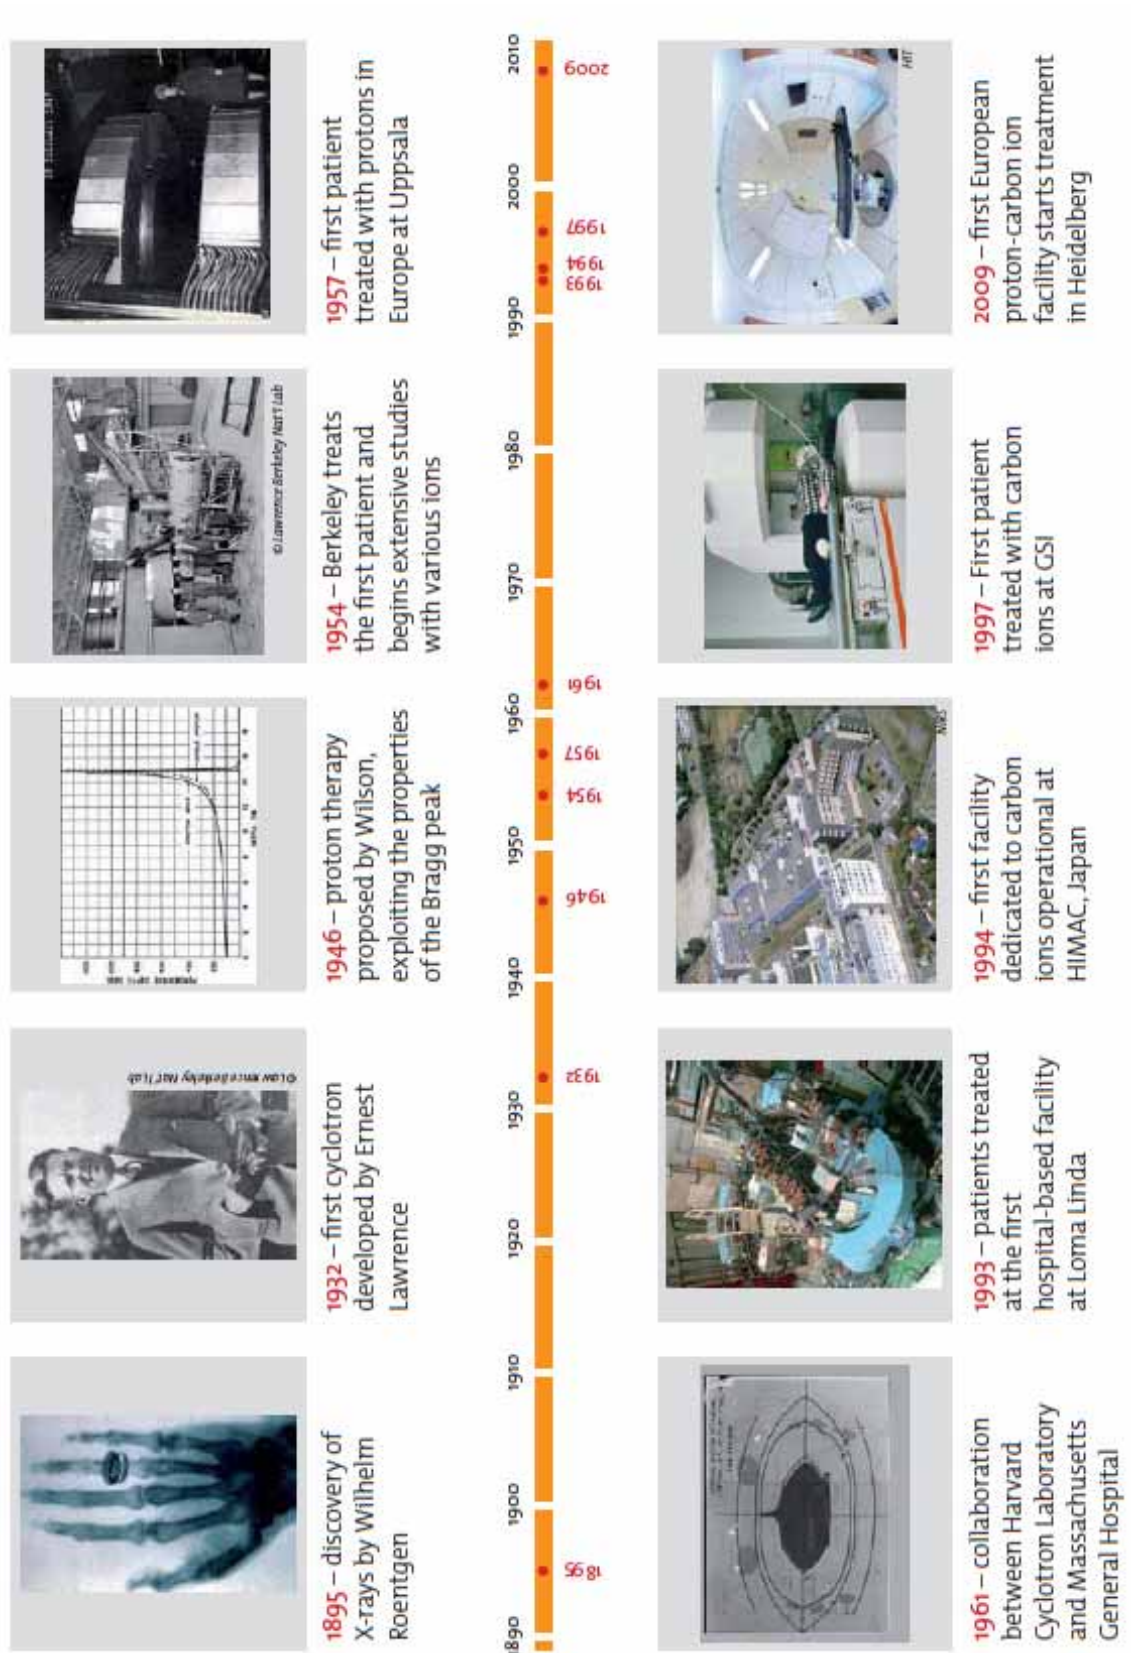 1895 – discovery of
X-rays by Wilhelm
Roentgen
© Lawrence Berkeley Nat'l Lab
1932 – first cyclotron
developed by Ernest
Lawrence
1946 – proton therapy
proposed by Wilson,
exploiting the properties
of the Bragg peak
© Lawrence Berkeley Nat'l Lab
1954 – Berkeley treats
the first patient and
begins extensive studies
with various ions
1957 – first patient
treated with protons in
Europe at Uppsala
1890
1900
1910
1920
1930
1940
1950
1960
1970
1980
1990
2000
2010
1895
1932
1946
1954
1957
1961
1993
1994
1997
2009
1961 – collaboration
between Harvard
Cyclotron Laboratory
and Massachusetts
General Hospital
1993 – patients treated
at the first
hospital-based facility
at Loma Linda
NIRS
1994 – first facility
dedicated to carbon
ions operational at
HIMAC, Japan
1997 – First patient
treated with carbon
ions at GSI
HIT
2009 – first European
proton-carbon ion
facility starts treatment
in Heidelberg